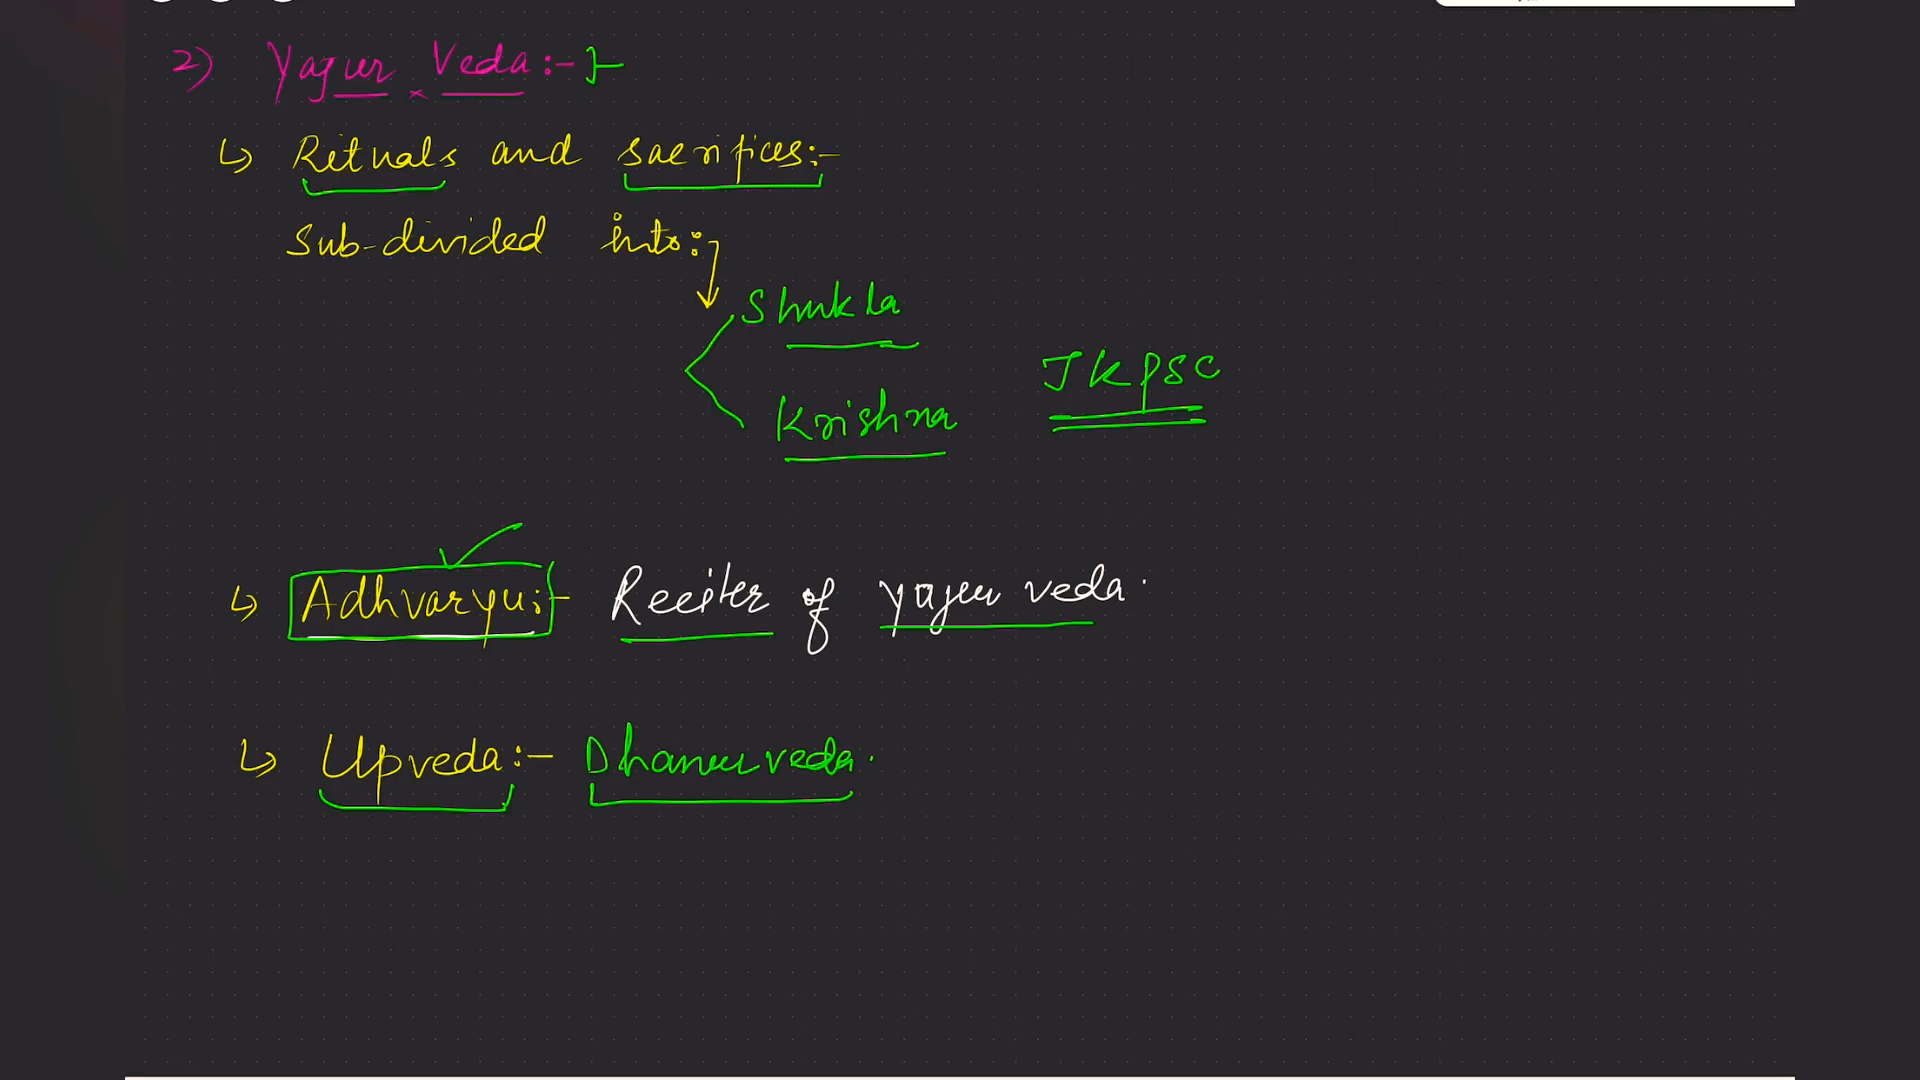 2) Yajur Veda:-
↳ Rituals and sacrifices:-
Sub-divided into:
Shukla
Krishna
JKPSC
↳ Adhvaryu:- Reciter of yajur veda.
↳ Upveda:- Dhanurveda.